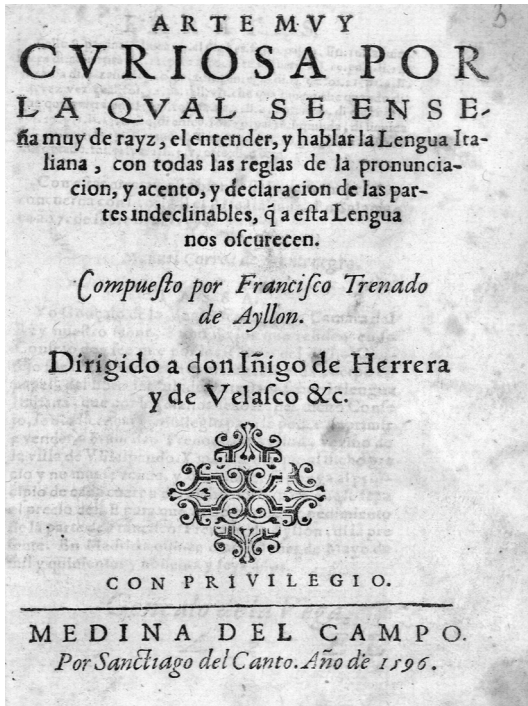 8
ARTE MVY
CVRIOSA POR
LA QVAL SE ENSE-
ña muy de rayz, el entender, y hablar la Lengua Ita-
liana, con todas las reglas de la pronuncia-
cion, y acento, y declaracion de las par-
tes indeclinables, q̃ a eſta Lengua
nos oſcurecen.
Compueſto por Franciſco Trenado
de Ayllon.
Dirigido a don Iñigo de Herrera
y de Velaſco &c.
CON PRIVILEGIO.
MEDINA DEL CAMPO.
Por Sanctiago del Canto. Año de 1596.